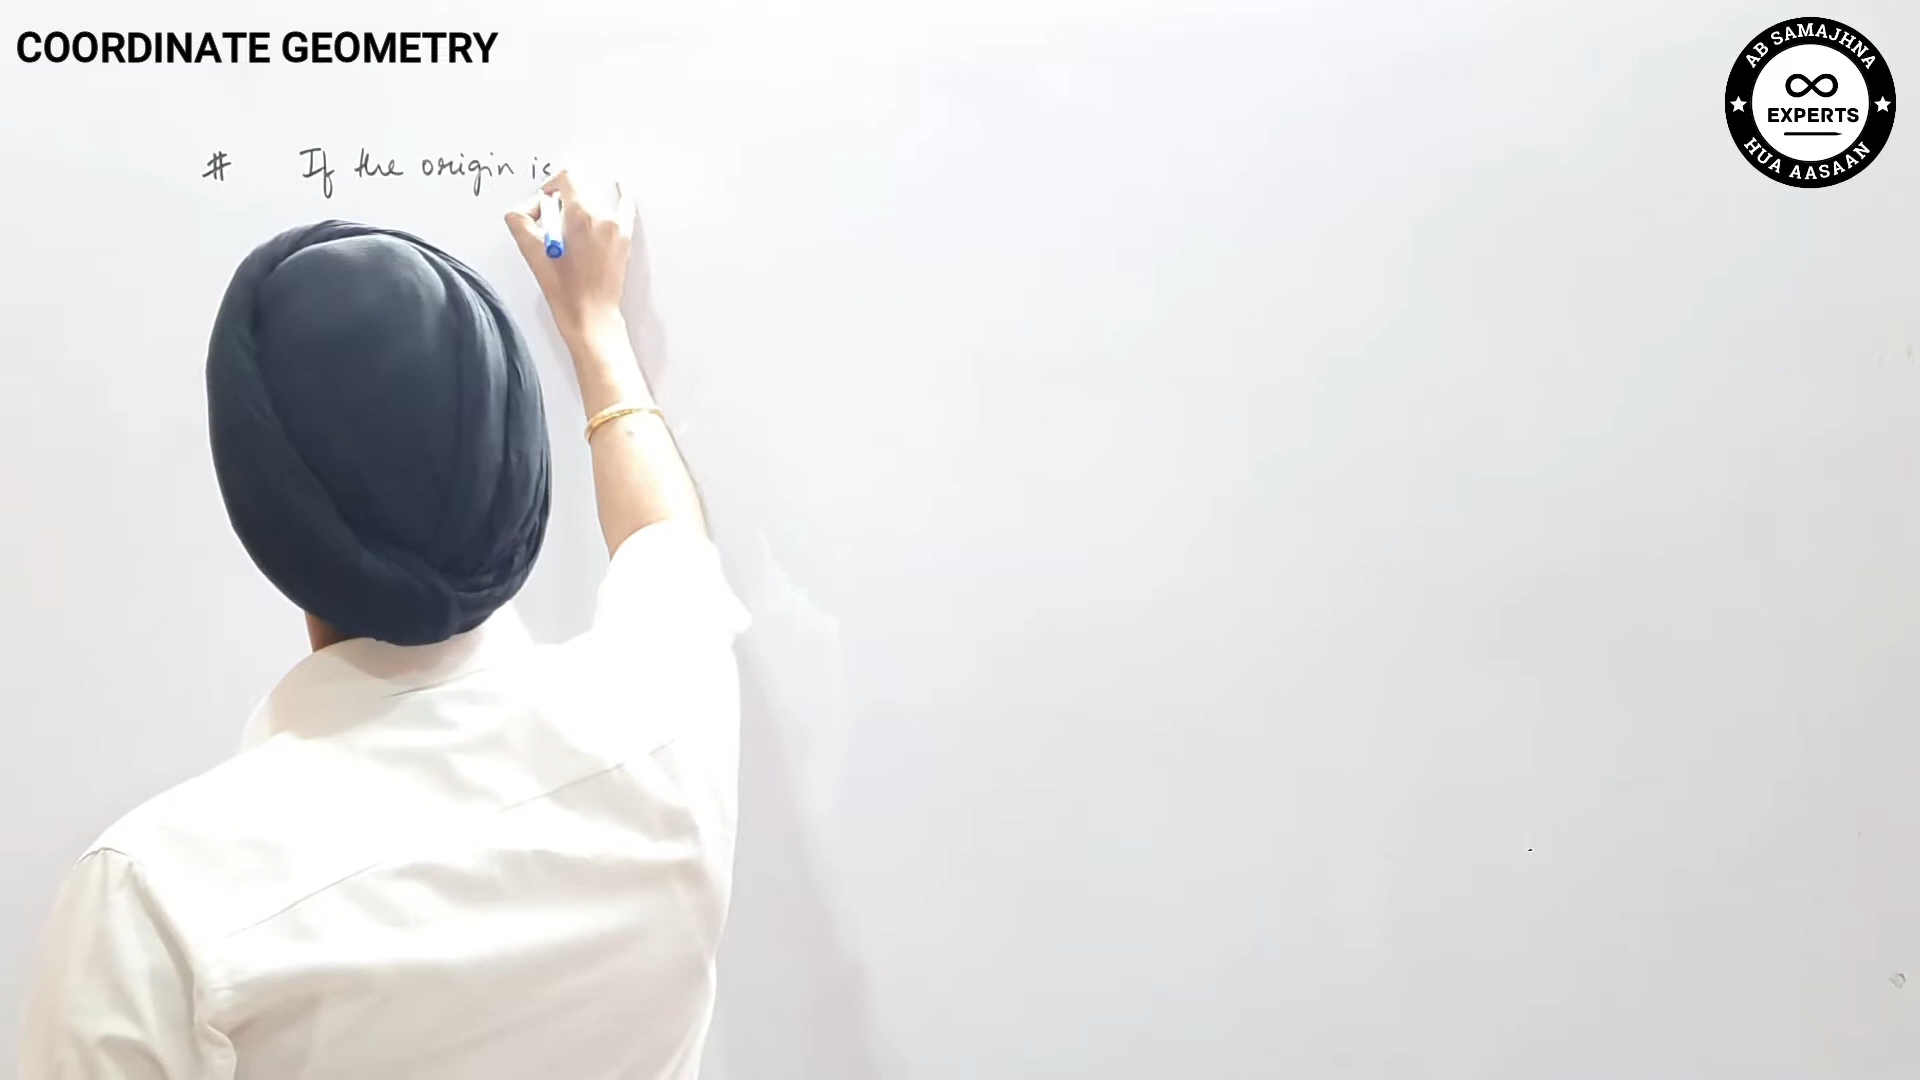 COORDINATE GEOMETRY
AB SAMAJHNA
EXPERTS
HUA AASAAN
# If the origin is